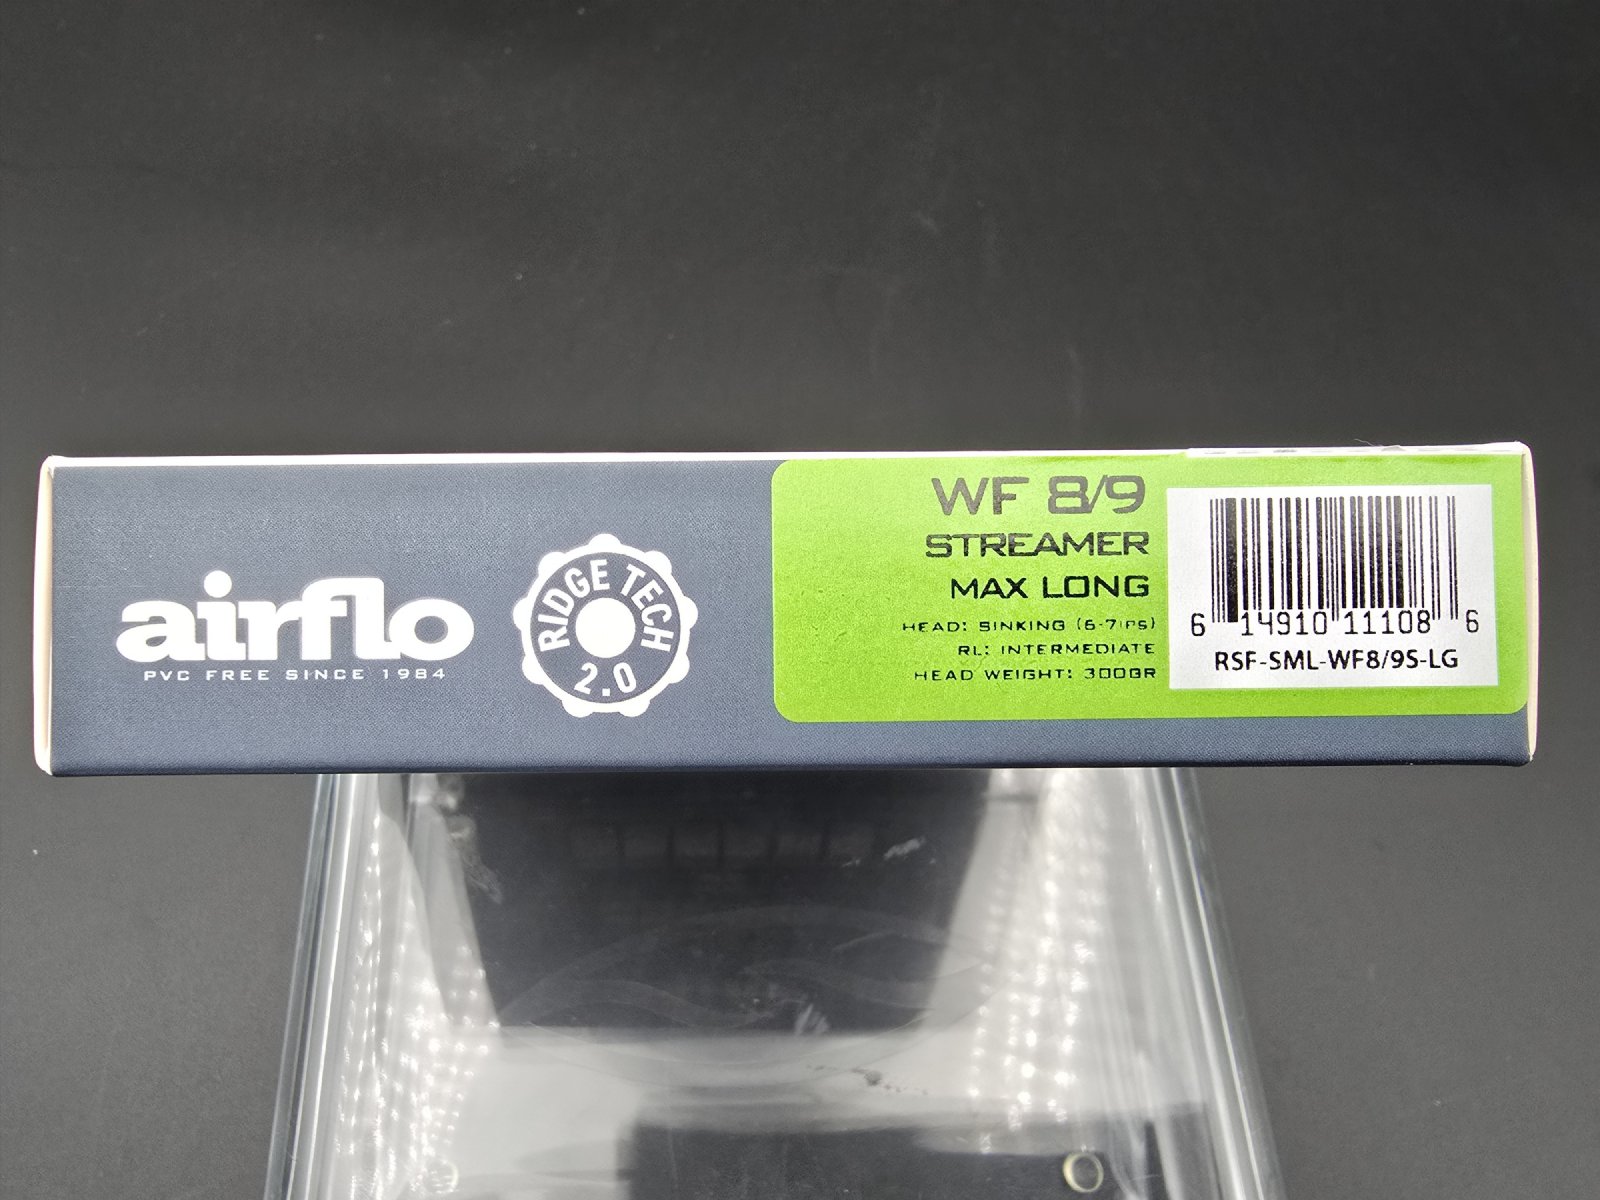 airflo
PVC FREE SINCE 1984
RIDGE TECH
2.0
WF 8/9
STREAMER
MAX LONG
HEAD: SINKING (6-7ips)
RL: INTERMEDIATE
HEAD WEIGHT: 300GR
6 14910 11108 6
RSF-SML-WF8/9S-LG